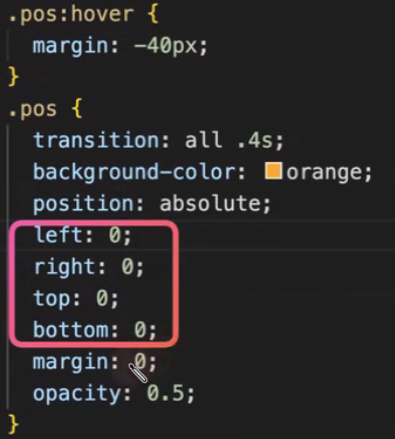 .pos:hover {
margin: -40px;
}
.pos {
transition: all .4s;
background-color: orange;
position: absolute;
left: 0;
right: 0;
top: 0;
bottom: 0;
margin: 0;
opacity: 0.5;
}